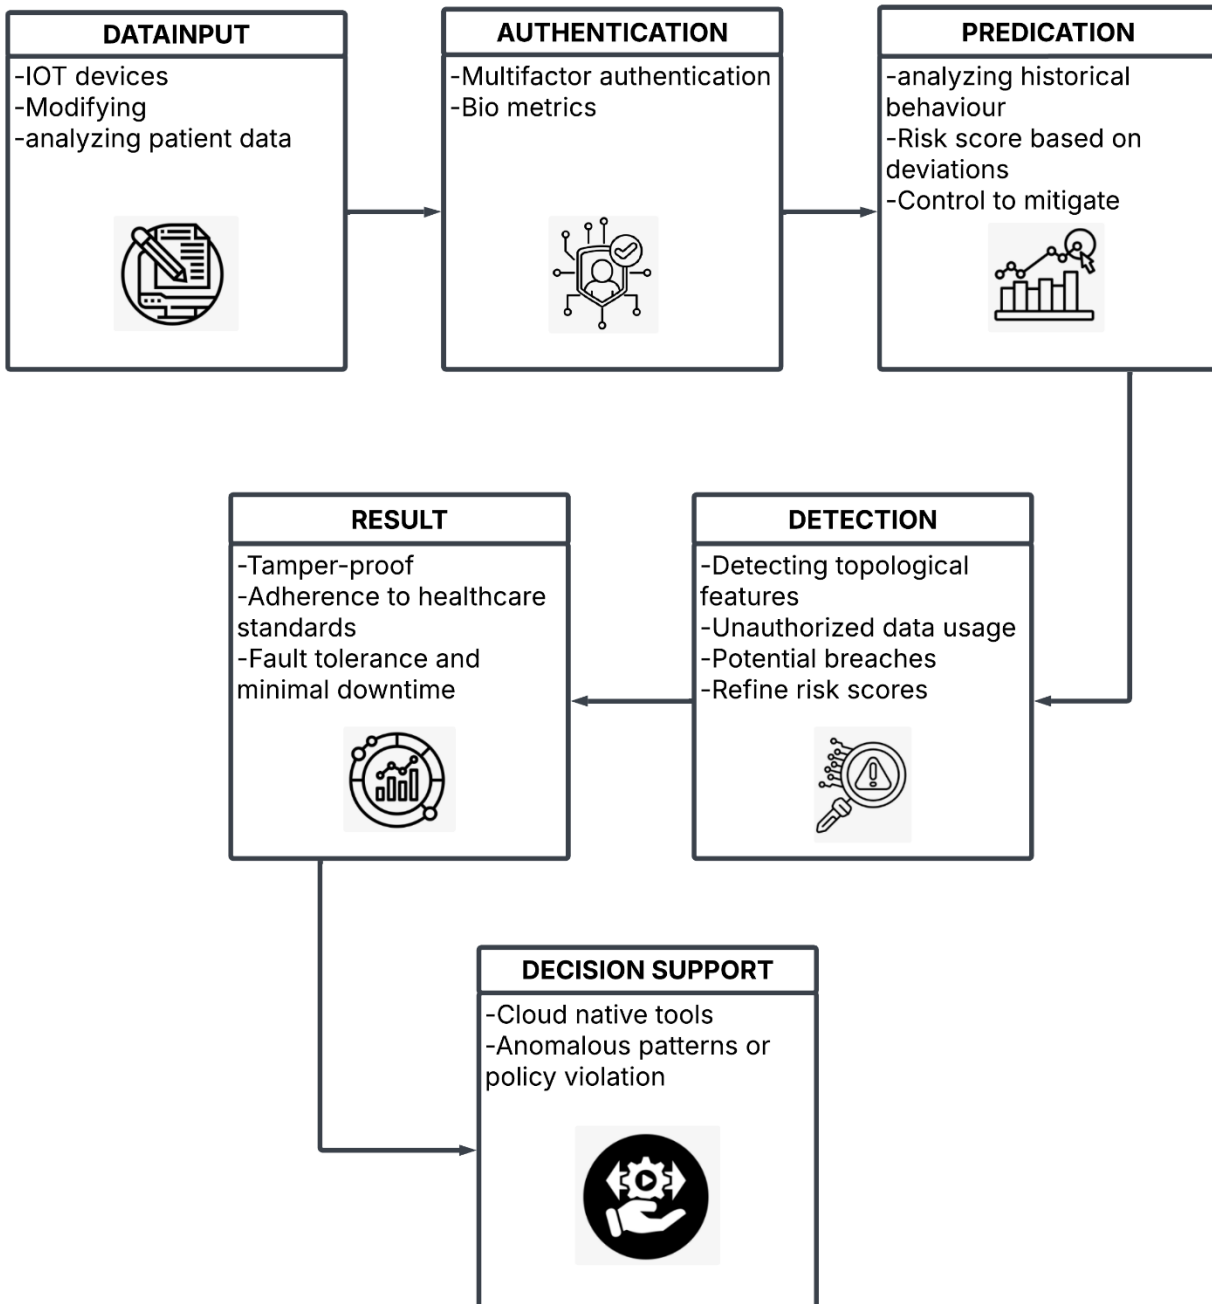 DATAINPUT
-IOT devices
-Modifying
-analyzing patient data
AUTHENTICATION
-Multifactor authentication
-Bio metrics
PREDICATION
-analyzing historical
behaviour
-Risk score based on
deviations
-Control to mitigate
RESULT
-Tamper-proof
-Adherence to healthcare
standards
-Fault tolerance and
minimal downtime
DETECTION
-Detecting topological
features
-Unauthorized data usage
-Potential breaches
-Refine risk scores
DECISION SUPPORT
-Cloud native tools
-Anomalous patterns or
policy violation